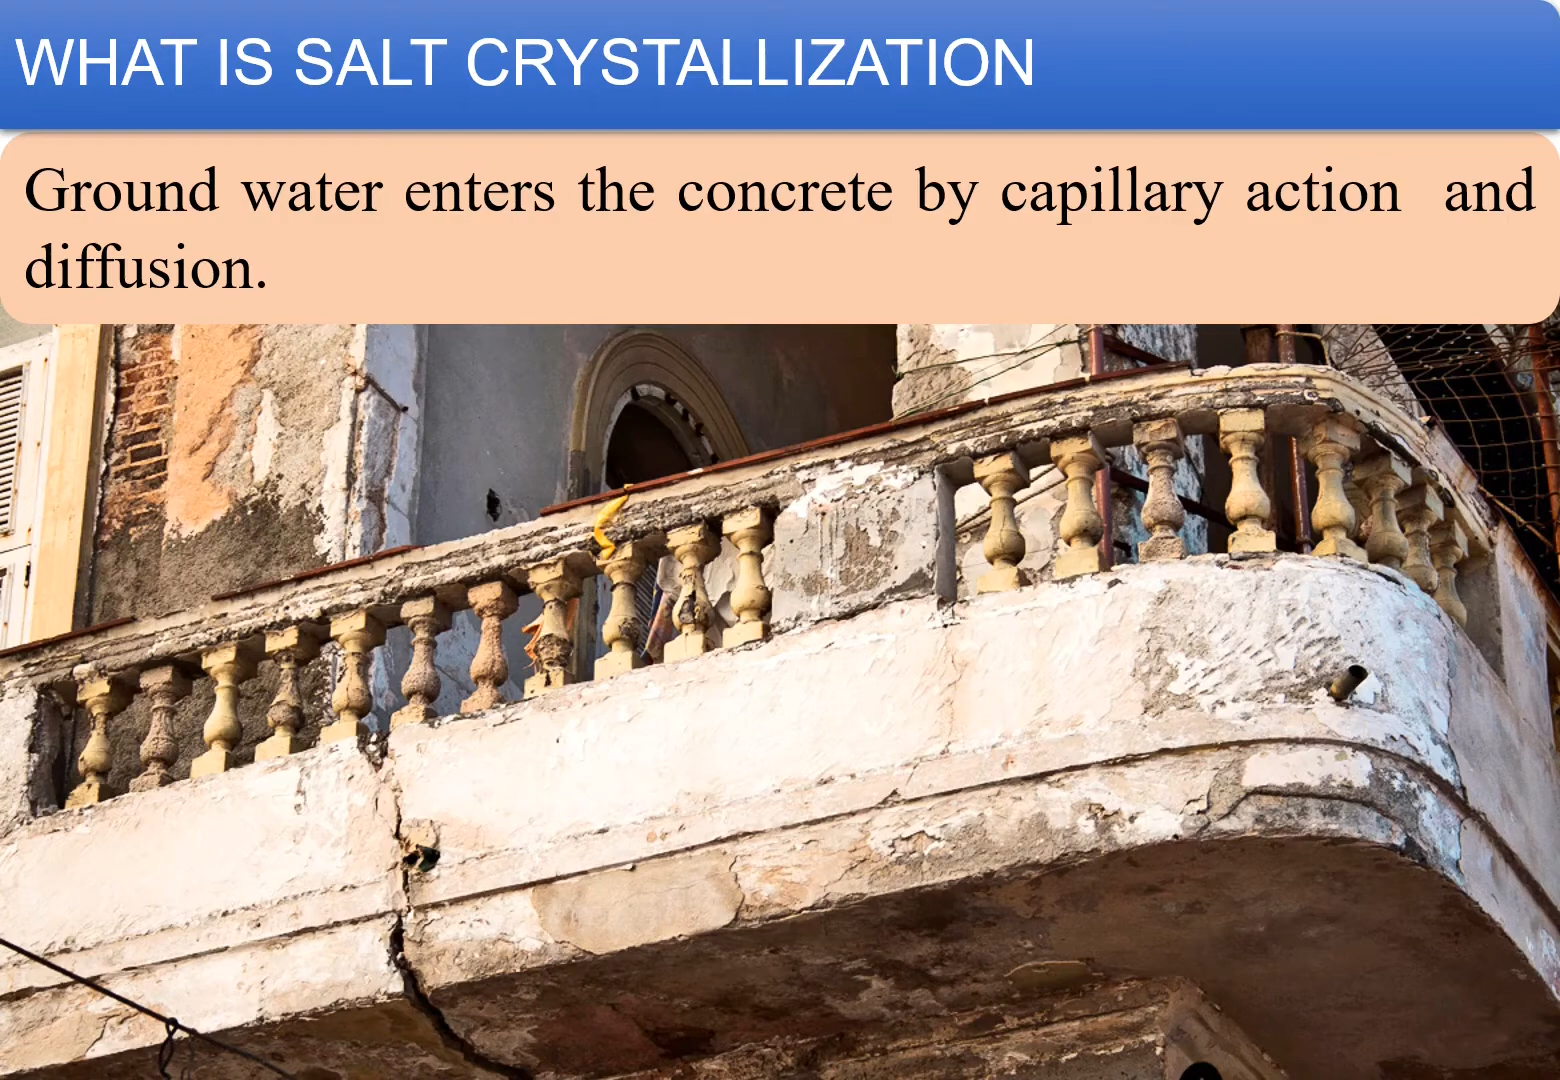 WHAT IS SALT CRYSTALLIZATION
Ground water enters the concrete by capillary action and
diffusion.